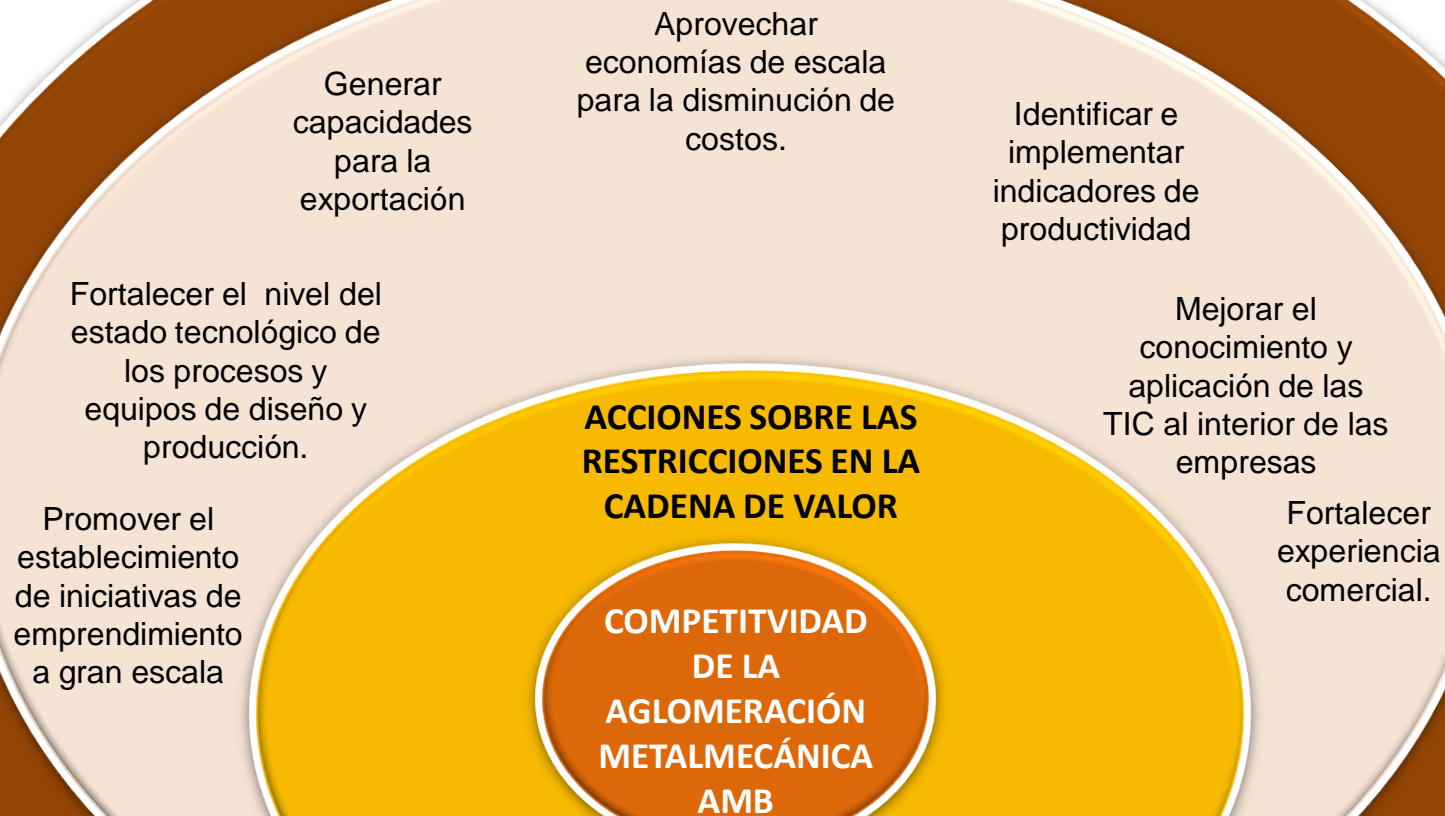 Aprovechar
economías de escala
para la disminución de
costos.
Generar
capacidades
para la
exportación
Identificar e
implementar
indicadores de
productividad
Fortalecer el  nivel del
estado tecnológico de
los procesos y
equipos de diseño y
producción.
Mejorar el
conocimiento y
aplicación de las
TIC al interior de las
empresas
Promover el
establecimiento
de iniciativas de
emprendimiento
a gran escala
Fortalecer
experiencia
comercial.
ACCIONES SOBRE LAS
RESTRICCIONES EN LA
CADENA DE VALOR
COMPETITVIDAD
DE LA
AGLOMERACIÓN
METALMECÁNICA
AMB